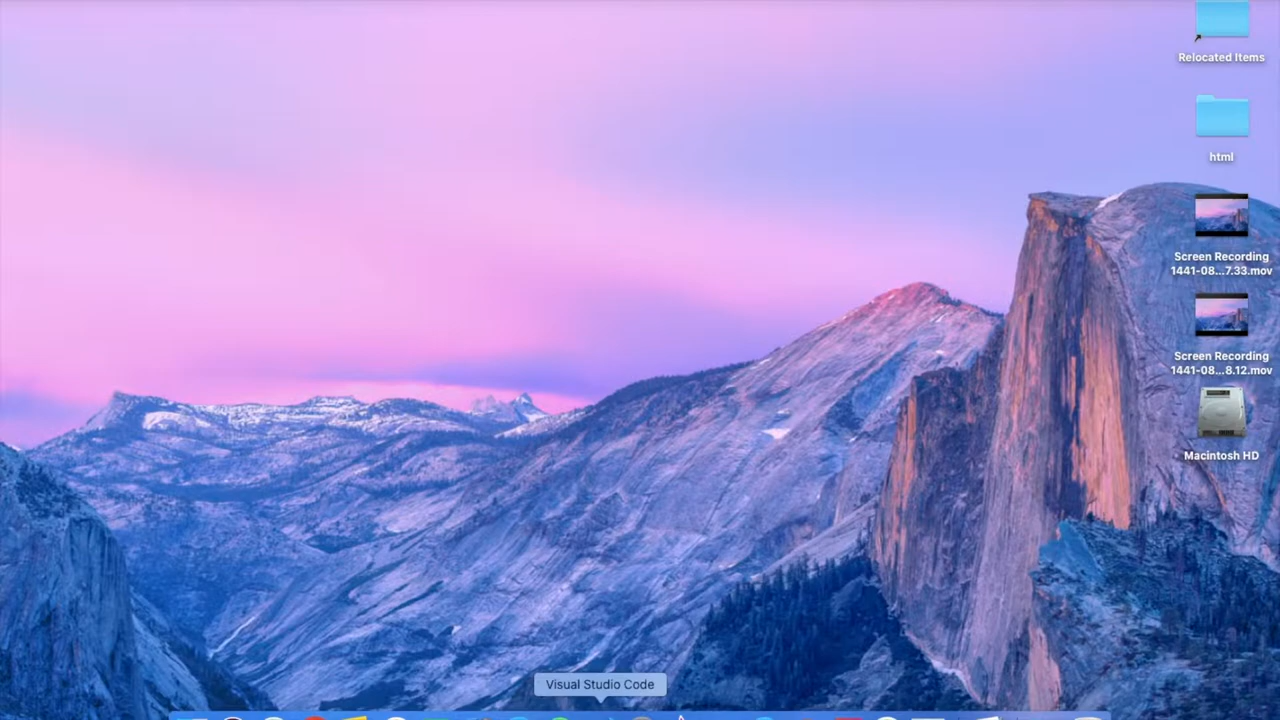 Relocated Items
html
Screen Recording
1441-08...7.33.mov
Screen Recording
1441-08...8.12.mov
Macintosh HD
Visual Studio Code